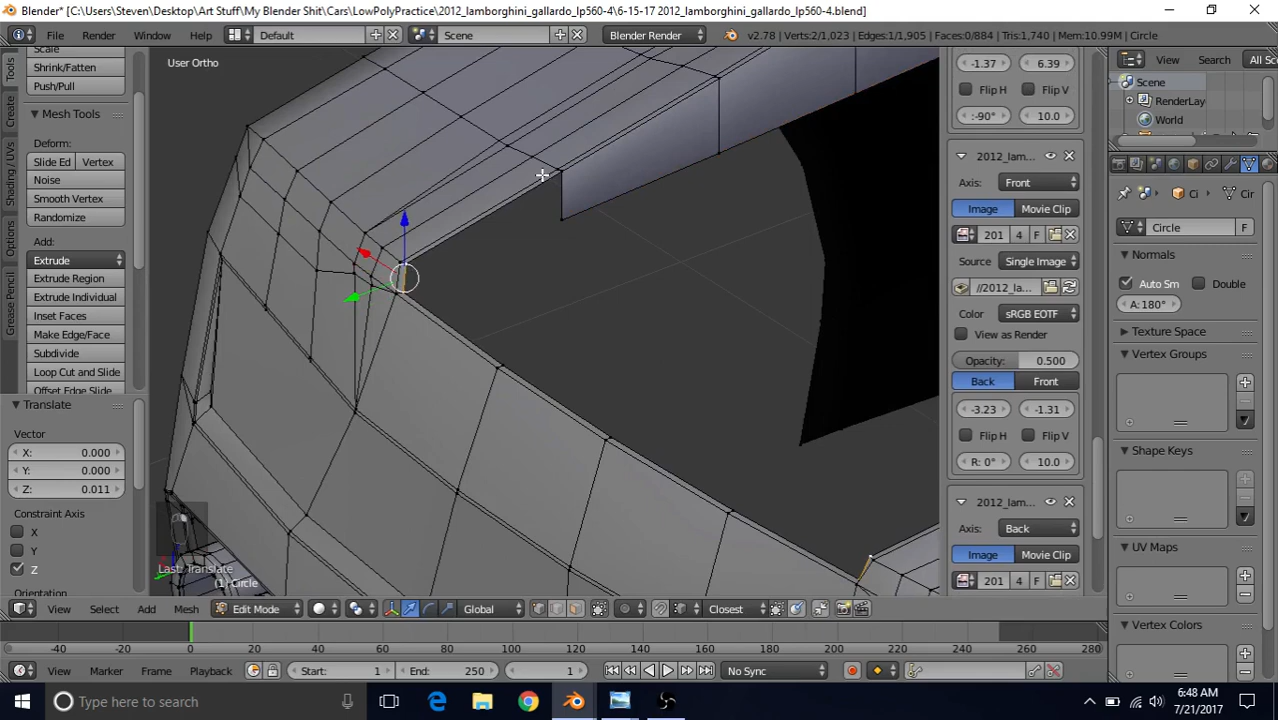 Blender* [C:\Users\Steven\Desktop\Art Stuff\My Blender Shit\Cars\LowPolyPractice\2012_lamborghini_gallardo_lp560-4\6-15-17 2012_lamborghini_gallardo_lp560-4.blend]
File Render Window Help Default Scene Blender Render v2.78 | Verts:2/1,023 | Edges:1/1,905 | Faces:0/884 | Tris:1,740 | Mem:10.99M | Circle
View Search All Sc
Scene
RenderLay
World
User Ortho
Tools
Create
Shading / UVs
Options
Grease Pencil
Scale
Shrink/Fatten
Push/Pull
Mesh Tools
Deform:
Slide Ed Vertex
Noise
Smooth Vertex
Randomize
Add:
Extrude
Extrude Region
Extrude Individual
Inset Faces
Make Edge/Face
Subdivide
Loop Cut and Slide
Offset Edge Slide
Translate
Vector
X: 0.000
Y: 0.000
Z: 0.011
Constraint Axis
X
Y
Z
Orientation
Last: Translate
(1) Circle
-1.37 6.39
Flip H Flip V
:-90° 10.0
2012_lam...
Axis: Front
Image Movie Clip
201 4 F
Source: Single Image
//2012_la...
Color: sRGB EOTF
View as Render
Opacity: 0.500
Back Front
-3.23 -1.31
Flip H Flip V
R: 0° 10.0
2012_lam...
Axis: Back
Image Movie Clip
201 4 F
Ci Cir
Circle F
Normals
Auto Sm Double
A: 180°
Texture Space
Vertex Groups
Shape Keys
UV Maps
Vertex Colors
View Select Add Mesh Edit Mode Global Closest
-40 -20 0 20 40 60 80 100 120 140 160 180 200 220 240 260 280
View Marker Frame Playback Start: 1 End: 250 1 No Sync
Type here to search
6:48 AM
7/21/2017